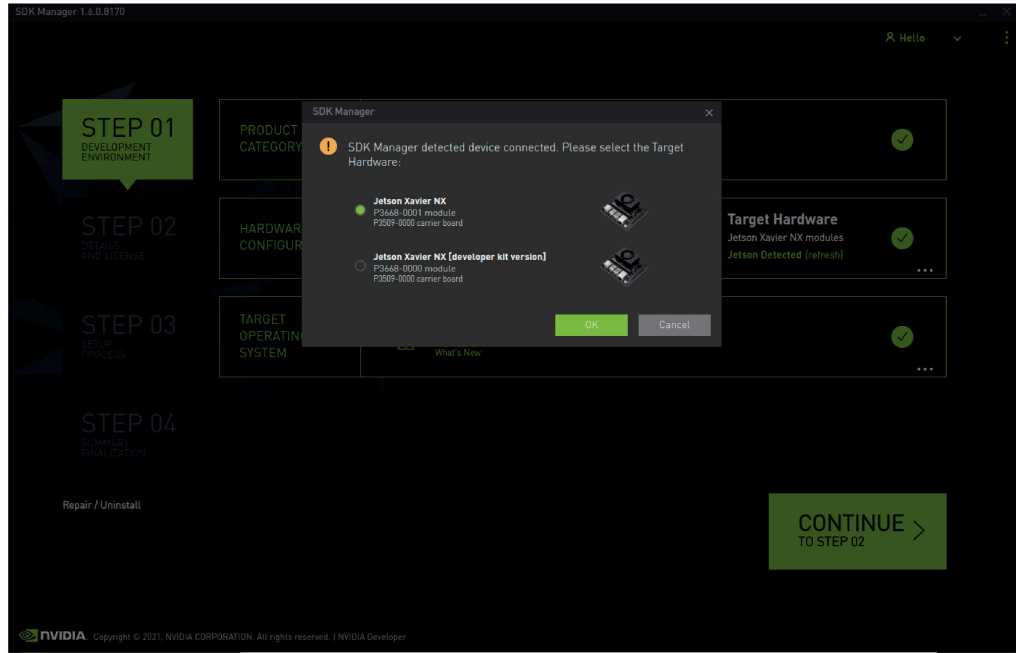 SDK Manager 1.6.0.8170
Hello
STEP 01
DEVELOPMENT
ENVIRONMENT
PRODUCT
CATEGORY
SDK Manager
SDK Manager detected device connected. Please select the Target
Hardware:
Jetson Xavier NX
P3668-0001 module
P3509-0000 carrier board
Jetson Xavier NX [developer kit version]
P3668-0000 module
P3509-0000 carrier board
OK
Cancel
STEP 02
DETAILS
AND LICENSE
HARDWAR
CONFIGUR
Target Hardware
Jetson Xavier NX modules
Jetson Detected (refresh)
...
STEP 03
SETUP
PROCESS
TARGET
OPERATIN
SYSTEM
What's New
...
STEP 04
SUMMARY
FINALIZATION
Repair / Uninstall
CONTINUE
TO STEP 02
NVIDIA. Copyright © 2021, NVIDIA CORPORATION. All rights reserved. | NVIDIA Developer